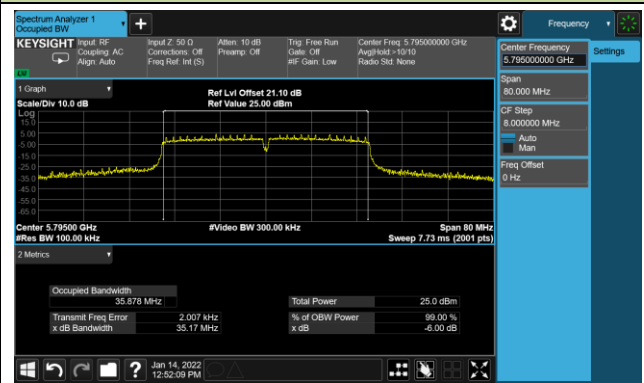 Spectrum Analyzer 1
Occupied BW
+
Frequency
KEYSIGHT
Input: RF
Coupling: AC
Align: Auto
Input Z: 50 Ω
Corrections: Off
Freq Ref: Int (S)
Atten: 10 dB
Preamp: Off
Trig: Free Run
Gate: Off
#IF Gain: Low
Center Freq: 5.795000000 GHz
Avg|Hold:>10/10
Radio Std: None
Center Frequency
5.795000000 GHz
Settings
Span
80.000 MHz
CF Step
8.000000 MHz
Auto
Man
Freq Offset
0 Hz
1 Graph
Scale/Div 10.0 dB
Ref Lvl Offset 21.10 dB
Ref Value 25.00 dBm
Log
15.0
5.00
-5.00
-15.0
-25.0
-35.0
-45.0
-55.0
-65.0
Center 5.79500 GHz
#Res BW 100.00 kHz
#Video BW 300.00 kHz
Span 80 MHz
Sweep 7.73 ms (2001 pts)
2 Metrics
Occupied Bandwidth
35.878 MHz
Transmit Freq Error 2.007 kHz
x dB Bandwidth 35.17 MHz
Total Power 25.0 dBm
% of OBW Power 99.00 %
x dB -6.00 dB
?
Jan 14, 2022
12:52:09 PM